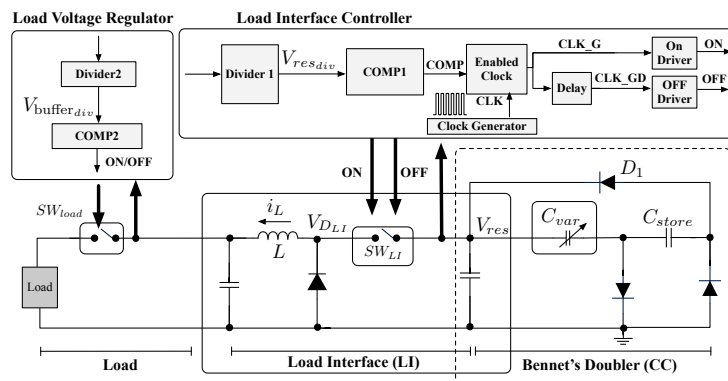 Load Voltage Regulator
Divider2
V_buffer_div
COMP2
ON/OFF
Load Interface Controller
Divider 1
V_res_div
COMP1
COMP
Enabled
Clock
CLK
Clock Generator
CLK_G
On
Driver
ON
Delay
CLK_GD
OFF
Driver
OFF
ON
OFF
SW_load
Load
i_L
L
V_D_LI
SW_LI
V_res
D_1
C_var
C_store
Load
Load Interface (LI)
Bennet's Doubler (CC)